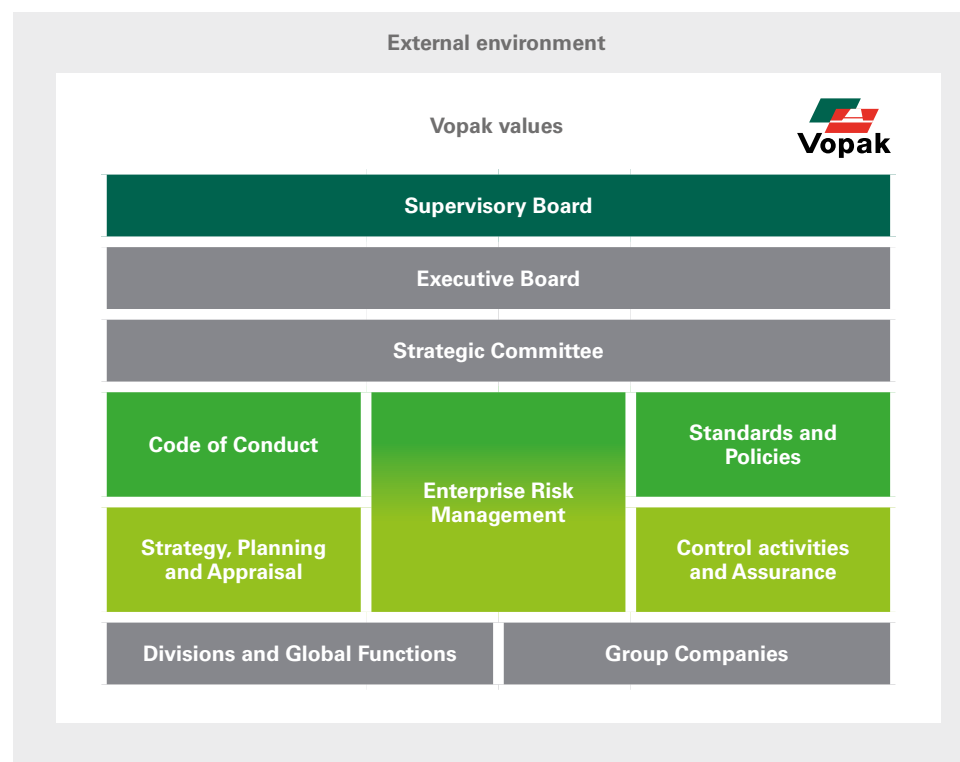 External environment
Vopak values
Vopak
Supervisory Board
Executive Board
Strategic Committee
Code of Conduct
Enterprise Risk
Management
Standards and
Policies
Strategy, Planning
and Appraisal
Control activities
and Assurance
Divisions and Global Functions
Group Companies